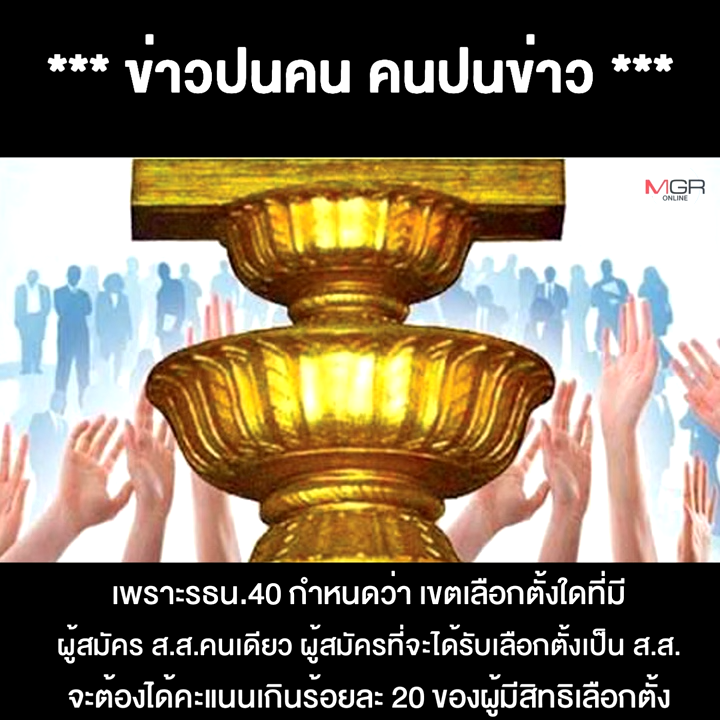 *** ข่าวปนคน คนปนข่าว ***
MGR
ONLINE
เพราะรธน.40 กำหนดว่า เขตเลือกตั้งใดที่มี
ผู้สมัคร ส.ส.คนเดียว ผู้สมัครที่จะได้รับเลือกตั้งเป็น ส.ส.
จะต้องได้คะแนนเกินร้อยละ 20 ของผู้มีสิทธิเลือกตั้ง